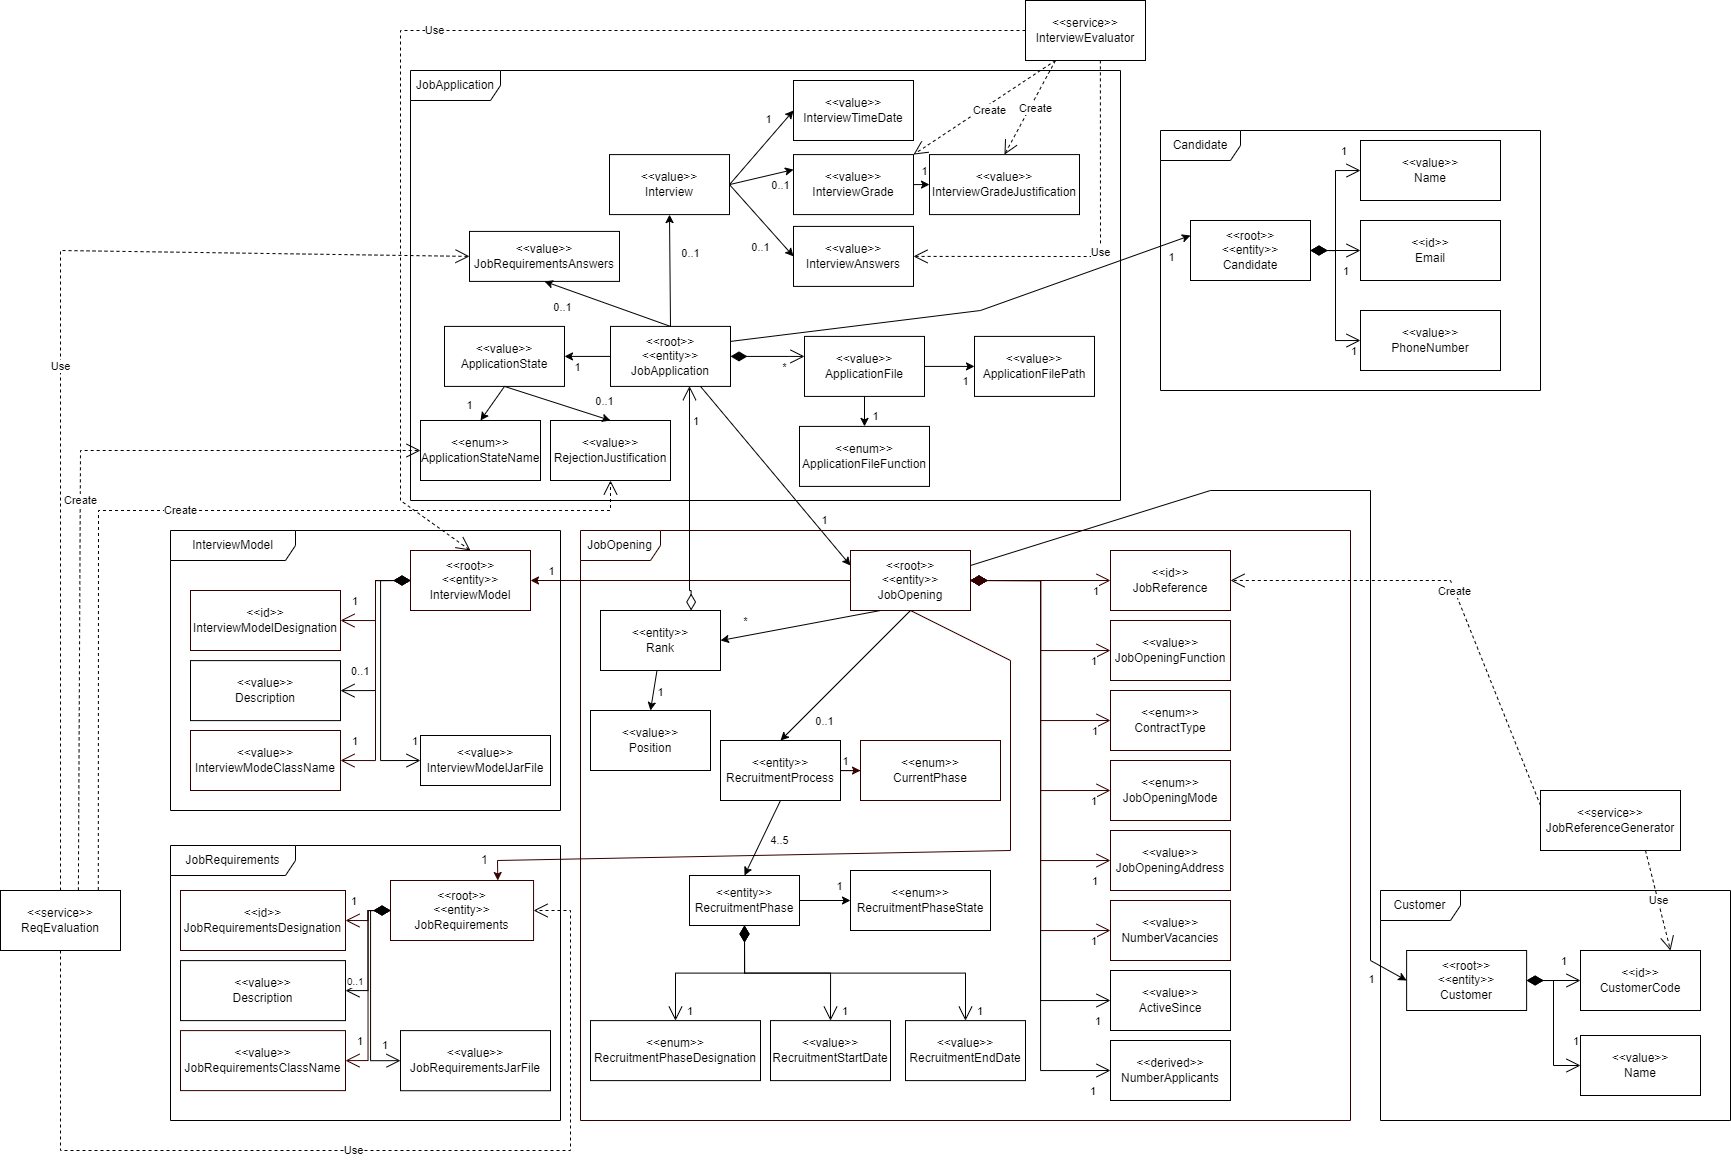 <<service>>
InterviewEvaluator
Use
JobApplication
<<value>>
InterviewTimeDate
1
Create
Create
<<value>>
Interview
<<value>>
InterviewGrade
0..1
1
<<value>>
InterviewGradeJustification
0..1
<<value>>
InterviewAnswers
Use
0..1
<<value>>
JobRequirementsAnswers
0..1
<<root>>
<<entity>>
JobApplication
<<value>>
ApplicationState
1
*
<<value>>
ApplicationFile
1
<<value>>
ApplicationFilePath
1
0..1
<<enum>>
ApplicationStateName
<<value>>
RejectionJustification
1
1
<<enum>>
ApplicationFileFunction
Candidate
1
<<root>>
<<entity>>
Candidate
1
<<value>>
Name
1
<<id>>
Email
1
<<value>>
PhoneNumber
Use
Create
Create
InterviewModel
<<root>>
<<entity>>
InterviewModel
1
1
<<id>>
InterviewModelDesignation
0..1
<<value>>
Description
1
<<value>>
InterviewModeClassName
1
<<value>>
InterviewModelJarFile
JobOpening
1
<<root>>
<<entity>>
JobOpening
*
<<entity>>
Rank
1
<<value>>
Position
0..1
<<entity>>
RecruitmentProcess
1
<<enum>>
CurrentPhase
4..5
<<entity>>
RecruitmentPhase
1
<<enum>>
RecruitmentPhaseState
1
<<enum>>
RecruitmentPhaseDesignation
1
<<value>>
RecruitmentStartDate
1
<<value>>
RecruitmentEndDate
1
<<id>>
JobReference
1
<<value>>
JobOpeningFunction
1
<<enum>>
ContractType
1
<<enum>>
JobOpeningMode
1
<<value>>
JobOpeningAddress
1
<<value>>
NumberVacancies
1
<<value>>
ActiveSince
1
<<derived>>
NumberApplicants
Create
<<service>>
JobReferenceGenerator
Use
Customer
1
<<root>>
<<entity>>
Customer
1
<<id>>
CustomerCode
1
<<value>>
Name
JobRequirements
1
<<root>>
<<entity>>
JobRequirements
1
<<id>>
JobRequirementsDesignation
0..1
<<value>>
Description
1
<<value>>
JobRequirementsClassName
1
<<value>>
JobRequirementsJarFile
<<service>>
ReqEvaluation
Use